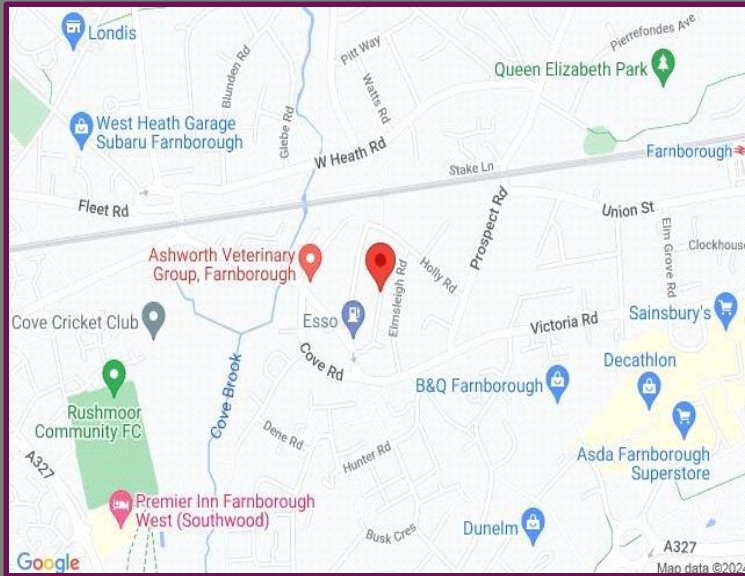 Londis
Blunden Rd
Pitt Way
Pierrefondes Ave
Watts Rd
Queen Elizabeth Park
West Heath Garage
Subaru Farnborough
Glebe Rd
W Heath Rd
Stake Ln
Farnborough
Fleet Rd
Prospect Rd
Union St
Elm Grove Rd
Clockhouse
Ashworth Veterinary
Group, Farnborough
Holly Rd
Elmsleigh Rd
Cove Cricket Club
Esso
Victoria Rd
Sainsbury's
Cove Rd
Decathlon
B&Q Farnborough
Rushmoor
Community FC
Cove Brook
Dene Rd
Hunter Rd
Asda Farnborough
Superstore
A327
Premier Inn Farnborough
West (Southwood)
Busk Cres
Dunelm
A327
Google
Map data ©2024